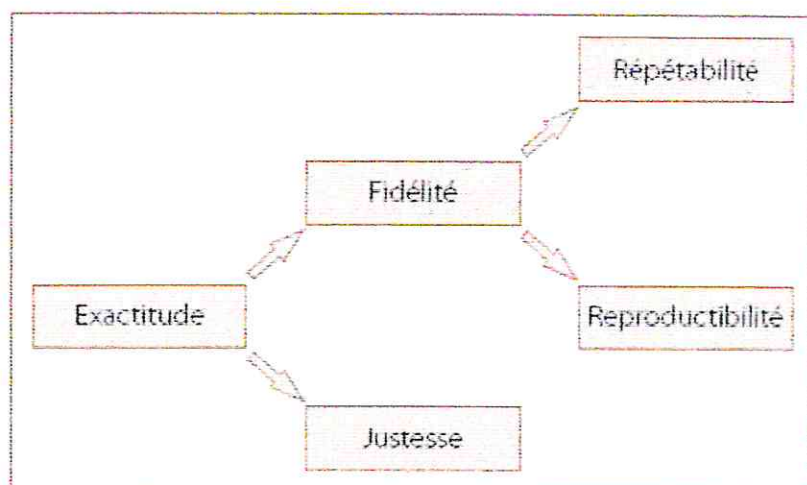 Répétabilité
Fidélité
Exactitude
Reproductibilité
Justesse